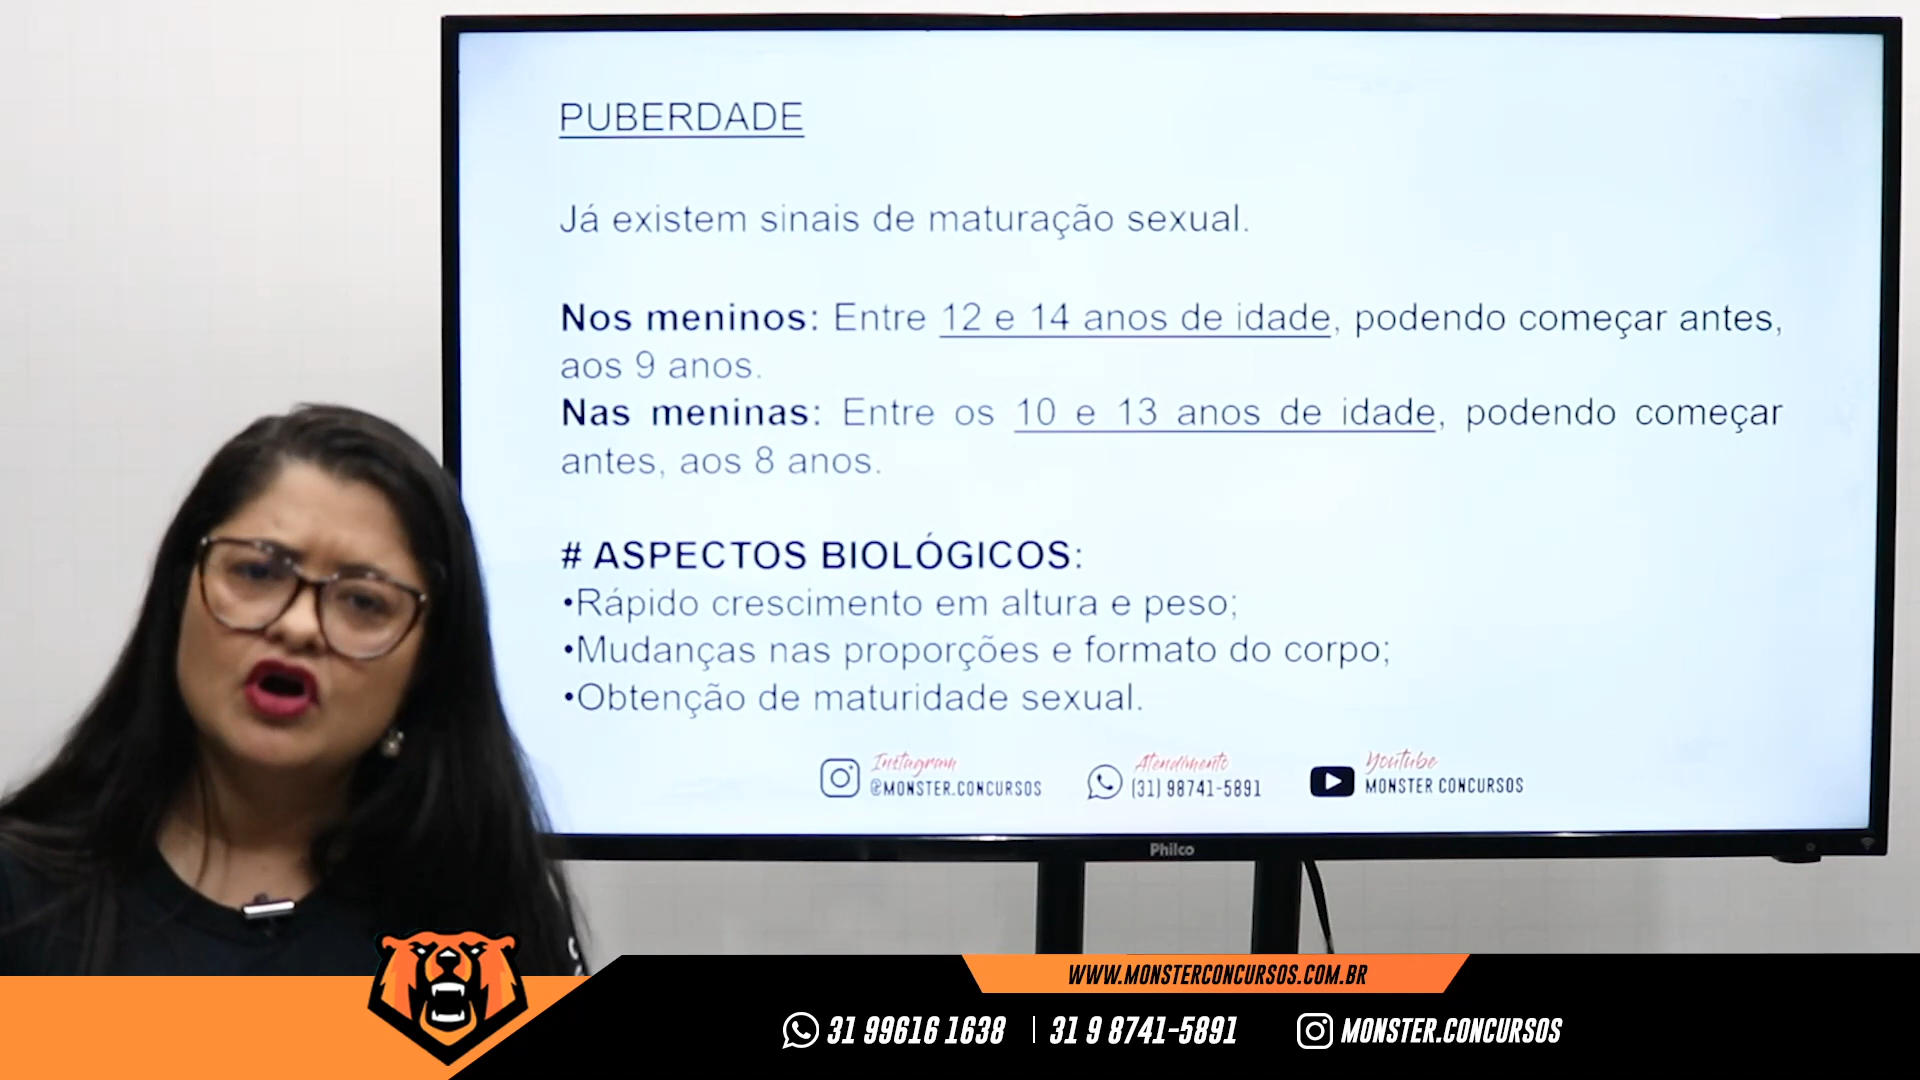 PUBERDADE
Já existem sinais de maturação sexual.
Nos meninos: Entre 12 e 14 anos de idade, podendo começar antes,
aos 9 anos.
Nas meninas: Entre os 10 e 13 anos de idade, podendo começar
antes, aos 8 anos.
# ASPECTOS BIOLÓGICOS:
•Rápido crescimento em altura e peso;
•Mudanças nas proporções e formato do corpo;
•Obtenção de maturidade sexual.
Instagram
@MONSTER.CONCURSOS
Atendimento
(31) 98741-5891
Youtube
MONSTER CONCURSOS
Philco
WWW.MONSTERCONCURSOS.COM.BR
31 99616 1638 | 31 9 8741-5891 MONSTER.CONCURSOS